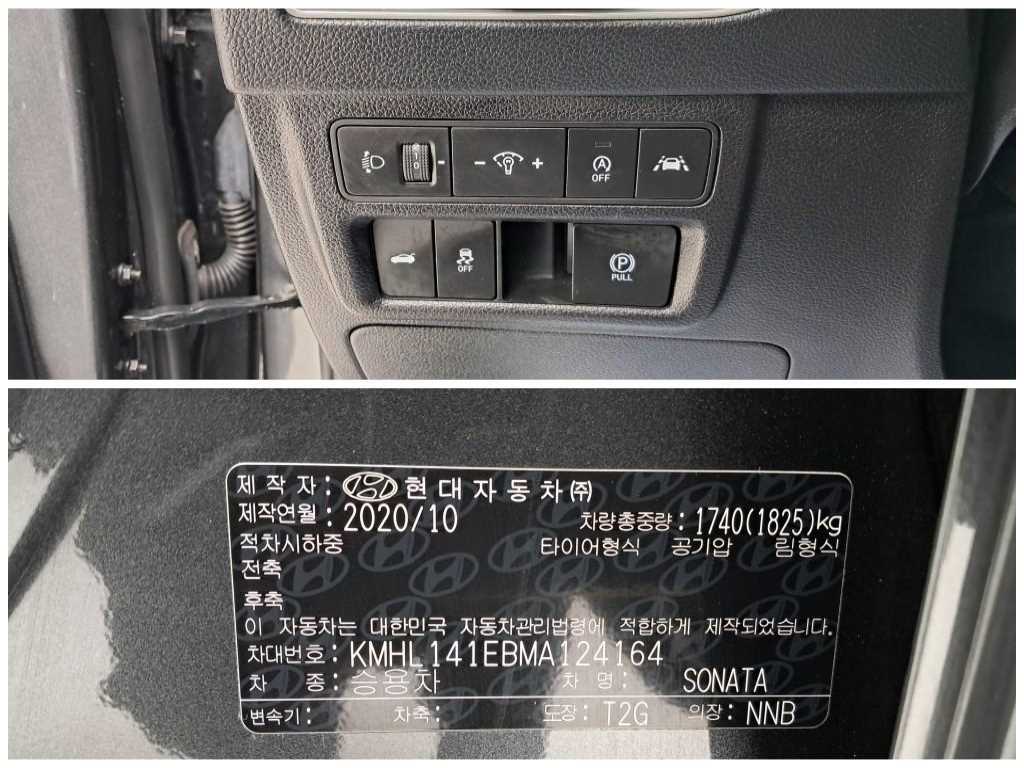 1 0
OFF
OFF
P
PULL
제 작 자 : 현대자동차㈜
제작연월 : 2020/10 차량총중량 : 1740(1825)kg
적차시하중 타이어형식 공기압 림형식
전축
후축
이 자동차는 대한민국 자동차관리법령에 적합하게 제작되었습니다.
차대번호 : KMHL141EBMA124164
차 종 : 승용차 차 명 : SONATA
변속기 : 차축 : 도장 : T2G 의장 : NNB